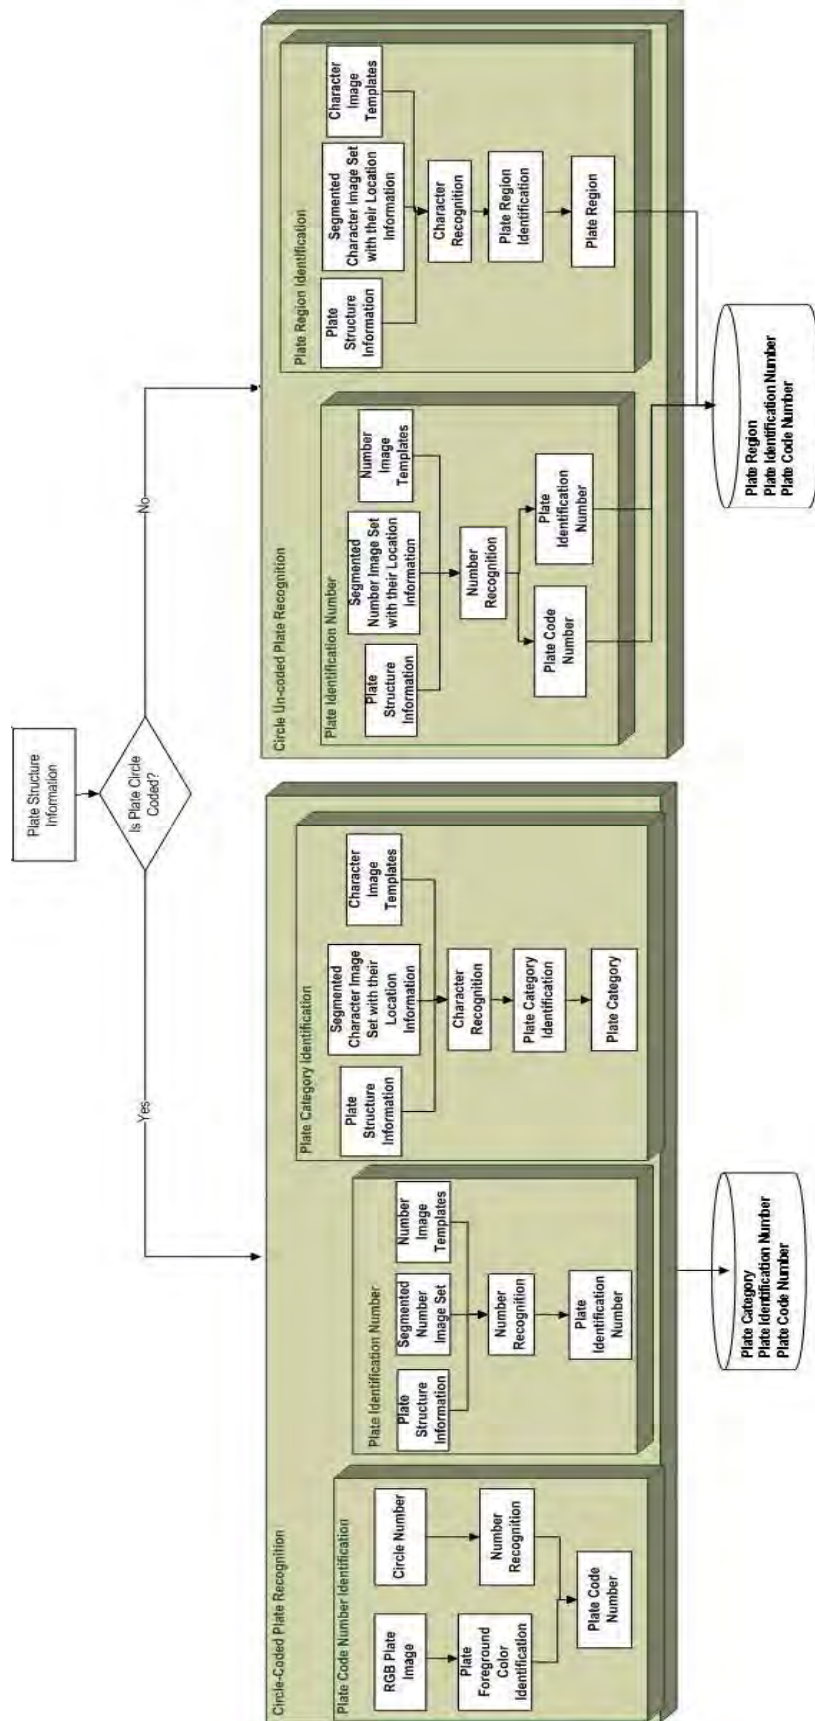 Plate Structure
Information
Is Plate Circle
Coded?
Yes
No
Circle-Coded Plate Recognition
Plate Code Number Identification
RGB Plate
Image
Circle Number
Plate
Foreground
Color
Identification
Number
Recognition
Plate Code
Number
Plate Identification Number
Plate
Structure
Information
Segmented
Number
Image Set
Number
Image
Templates
Number
Recognition
Plate
Identification
Number
Plate Category Identification
Plate
Structure
Information
Segmented
Character Image
Set with their
Location
Information
Character
Image
Templates
Character
Recognition
Plate Category
Identification
Plate Category
Plate Category
Plate Identification Number
Plate Code Number
Circle Un-coded Plate Recognition
Plate Identification Number
Plate
Structure
Information
Segmented
Number Image Set
with their Location
Information
Number
Image
Templates
Number
Recognition
Plate Code
Number
Plate
Identification
Number
Plate Region Identification
Plate
Structure
Information
Segmented
Character Image Set
with their Location
Information
Character
Image
Templates
Character
Recognition
Plate Region
Identification
Plate Region
Plate Region
Plate Identification Number
Plate Code Number